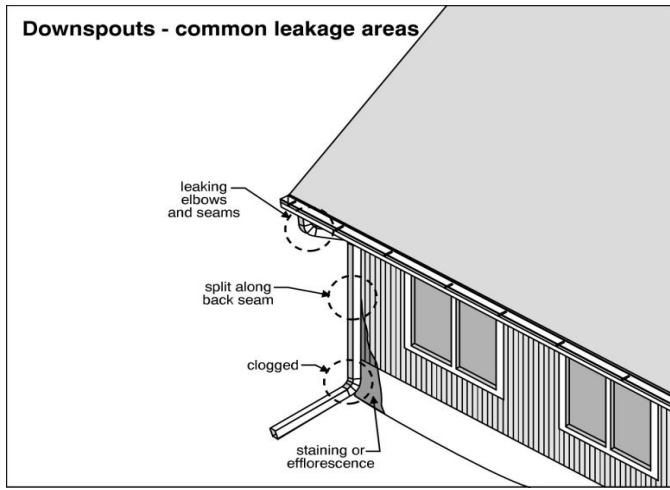 Downspouts - common leakage areas
leaking
elbows
and seams
split along
back seam
clogged
staining or
efflorescence